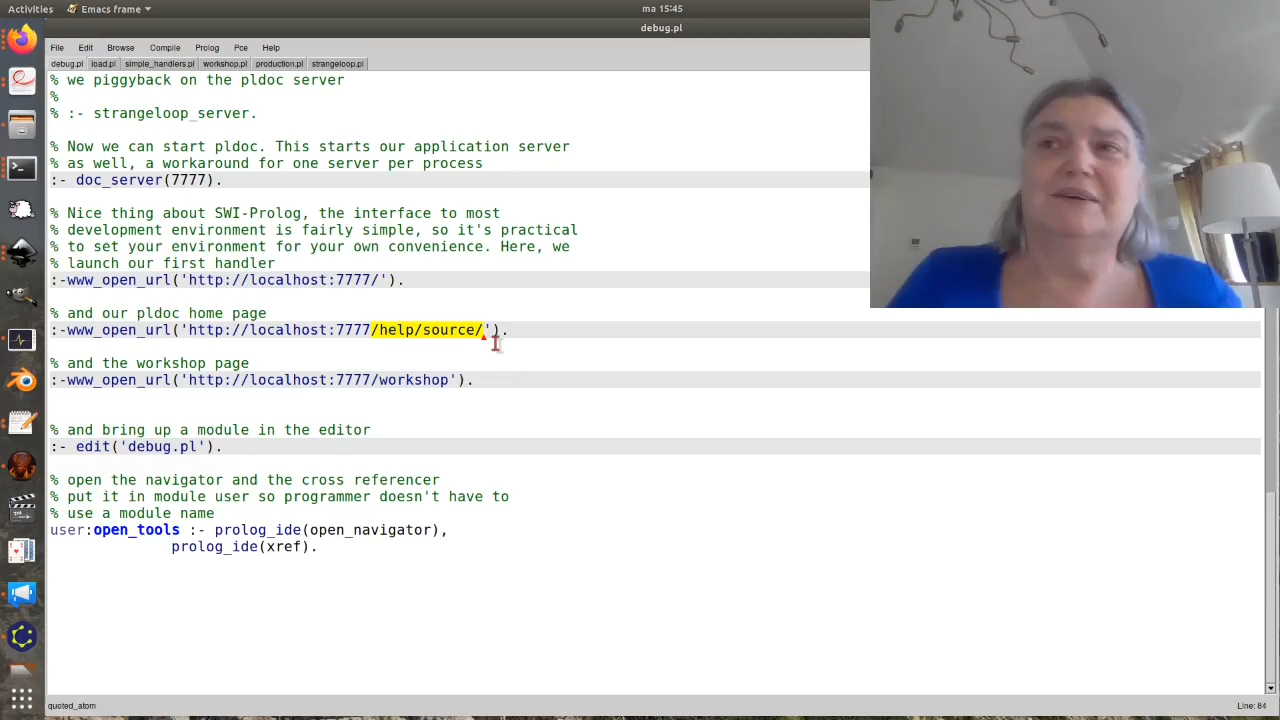 Activities
Emacs frame
ma 15:45
debug.pl
File Edit Browse Compile Prolog Pce Help
debug.pl load.pl simple_handlers.pl workshop.pl production.pl strangeloop.pl
% we piggyback on the pldoc server
%
% :- strangeloop_server.
% Now we can start pldoc. This starts our application server
% as well, a workaround for one server per process
:- doc_server(7777).
% Nice thing about SWI-Prolog, the interface to most
% development environment is fairly simple, so it's practical
% to set your environment for your own convenience. Here, we
% launch our first handler
:-www_open_url('http://localhost:7777/').
% and our pldoc home page
:-www_open_url('http://localhost:7777/help/source/').
% and the workshop page
:-www_open_url('http://localhost:7777/workshop').
% and bring up a module in the editor
:- edit('debug.pl').
% open the navigator and the cross referencer
% put it in module user so programmer doesn't have to
% use a module name
user:open_tools :- prolog_ide(open_navigator),
prolog_ide(xref).
quoted_atom
Line: 84